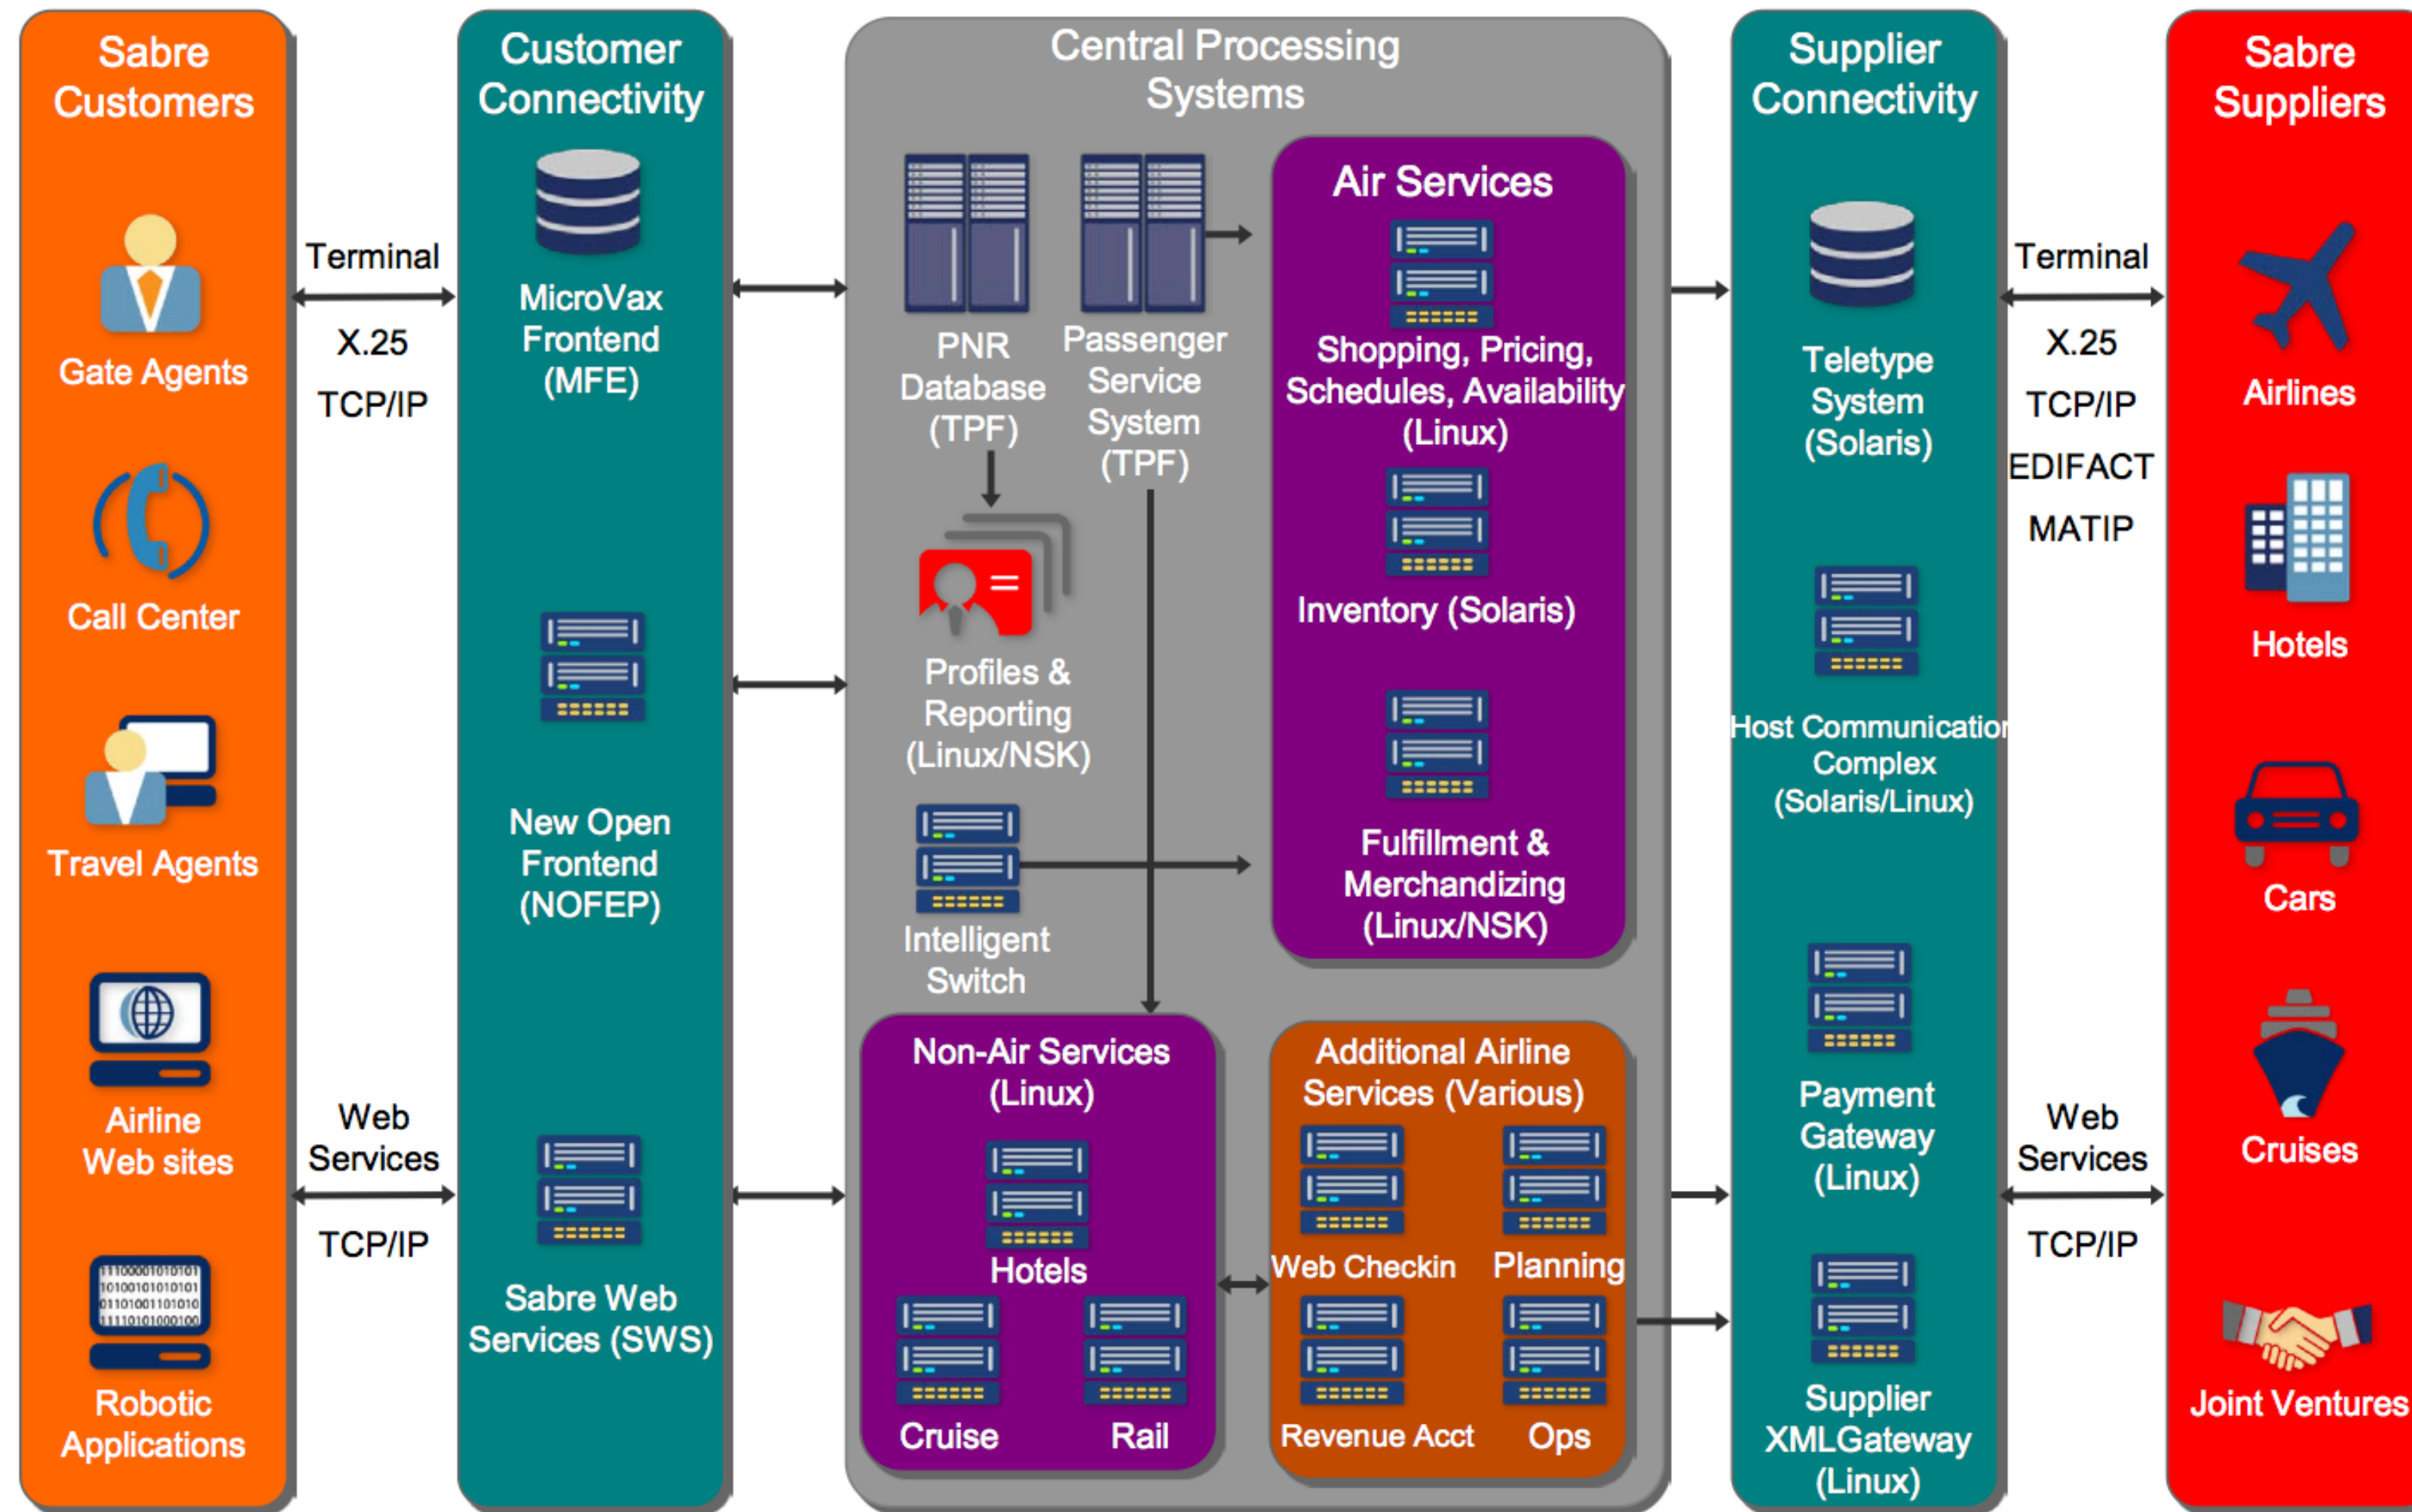 Sabre
Customers
Gate Agents
Call Center
Travel Agents
Airline
Web sites
11100001010101
10100101010101
01101001101010
11110101000100
Robotic
Applications
Terminal
X.25
TCP/IP
Web
Services
TCP/IP
Customer
Connectivity
MicroVax
Frontend
(MFE)
New Open
Frontend
(NOFEP)
Sabre Web
Services (SWS)
Central Processing
Systems
PNR
Database
(TPF)
Passenger
Service
System
(TPF)
Profiles &
Reporting
(Linux/NSK)
Intelligent
Switch
Air Services
Shopping, Pricing,
Schedules, Availability
(Linux)
Inventory (Solaris)
Fulfillment &
Merchandizing
(Linux/NSK)
Non-Air Services
(Linux)
Hotels
Cruise
Rail
Additional Airline
Services (Various)
Web Checkin
Planning
Revenue Acct
Ops
Supplier
Connectivity
Teletype
System
(Solaris)
Host Communication
Complex
(Solaris/Linux)
Payment
Gateway
(Linux)
Supplier
XMLGateway
(Linux)
Terminal
X.25
TCP/IP
EDIFACT
MATIP
Web
Services
TCP/IP
Sabre
Suppliers
Airlines
Hotels
Cars
Cruises
Joint Ventures